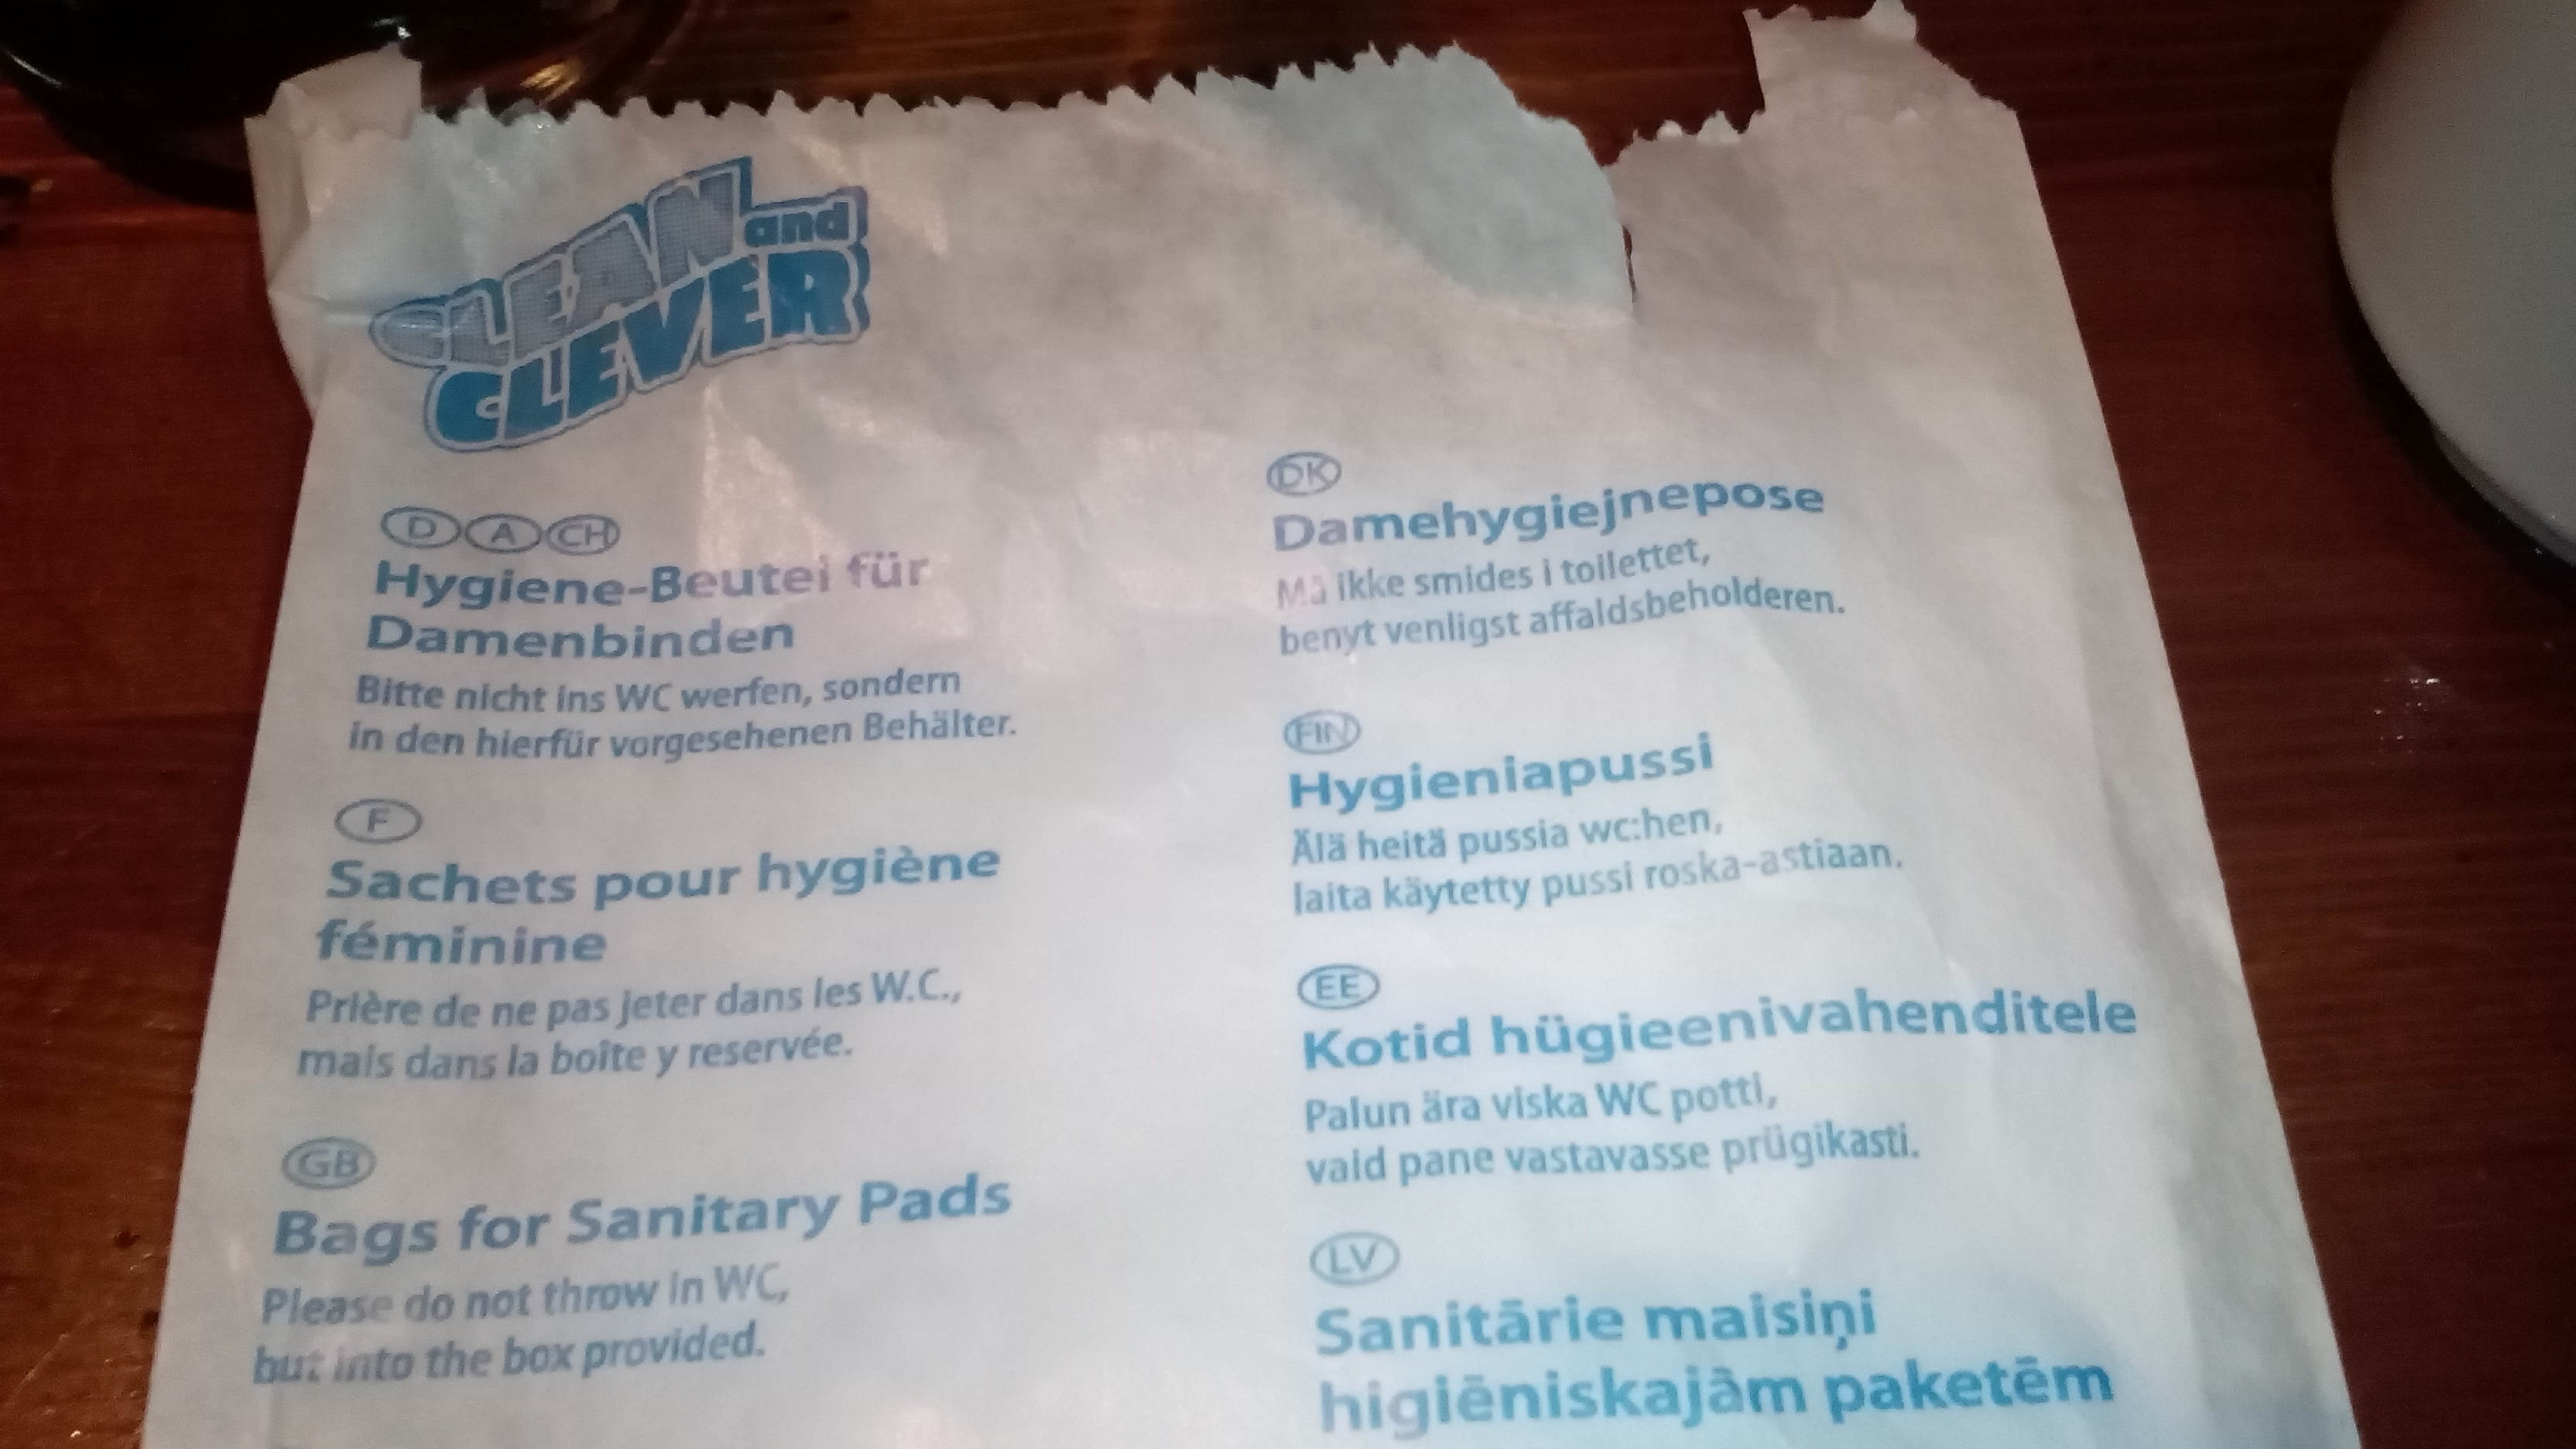 CLEAN and
CLEVER
D A CH
Hygiene-Beutel für
Damenbinden
Bitte nicht ins WC werfen, sondern
in den hierfür vorgesehenen Behälter.
F
Sachets pour hygiène
féminine
Prière de ne pas jeter dans les W.C.,
mais dans la boîte y reservée.
GB
Bags for Sanitary Pads
Please do not throw in WC,
but into the box provided.
DK
Damehygiejnepose
Må ikke smides i toilettet,
benyt venligst affaldsbeholderen.
FIN
Hygieniapussi
Älä heitä pussia wc:hen,
laita käytetty pussi roska-astiaan.
EE
Kotid hügieenivahenditele
Palun ära viska WC potti,
vaid pane vastavasse prügikasti.
LV
Sanitārie maisiņi
higiēniskajām paketēm